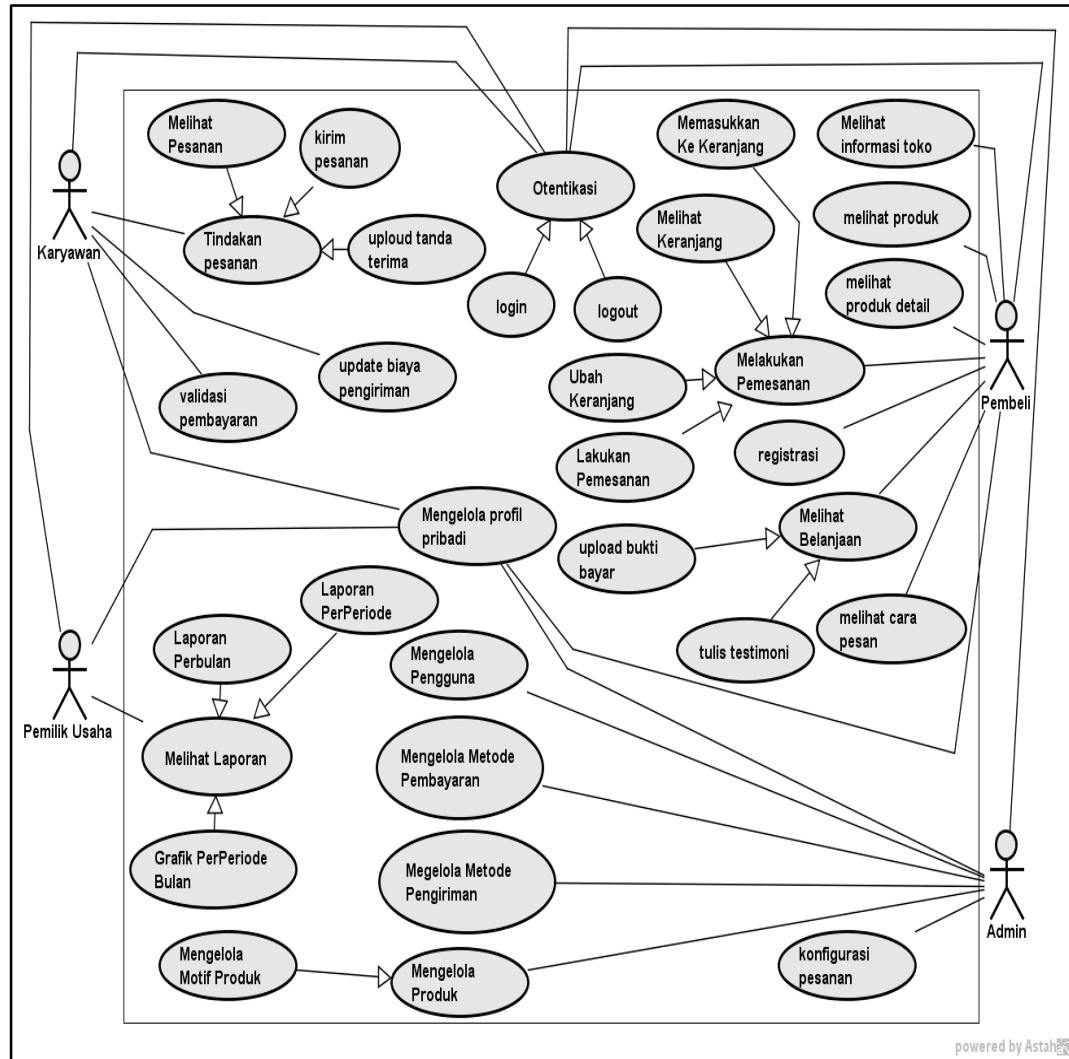 Melihat
Pesanan
kirim
pesanan
Memasukkan
Ke Keranjang
Melihat
informasi toko
Otentikasi
Karyawan
Tindakan
pesanan
uploud tanda
terima
Melihat
Keranjang
melihat produk
login
logout
melihat
produk detail
update biaya
pengiriman
validasi
pembayaran
Ubah
Keranjang
Melakukan
Pemesanan
Pembeli
Lakukan
Pemesanan
registrasi
Mengelola profil
pribadi
Melihat
Belanjaan
upload bukti
bayar
Laporan
PerPeriode
Laporan
Perbulan
Mengelola
Pengguna
tulis testimoni
melihat cara
pesan
Pemilik Usaha
Melihat Laporan
Mengelola Metode
Pembayaran
Grafik PerPeriode
Bulan
Megelola Metode
Pengiriman
Admin
Mengelola
Motif Produk
Mengelola
Produk
konfigurasi
pesanan
powered by Astah